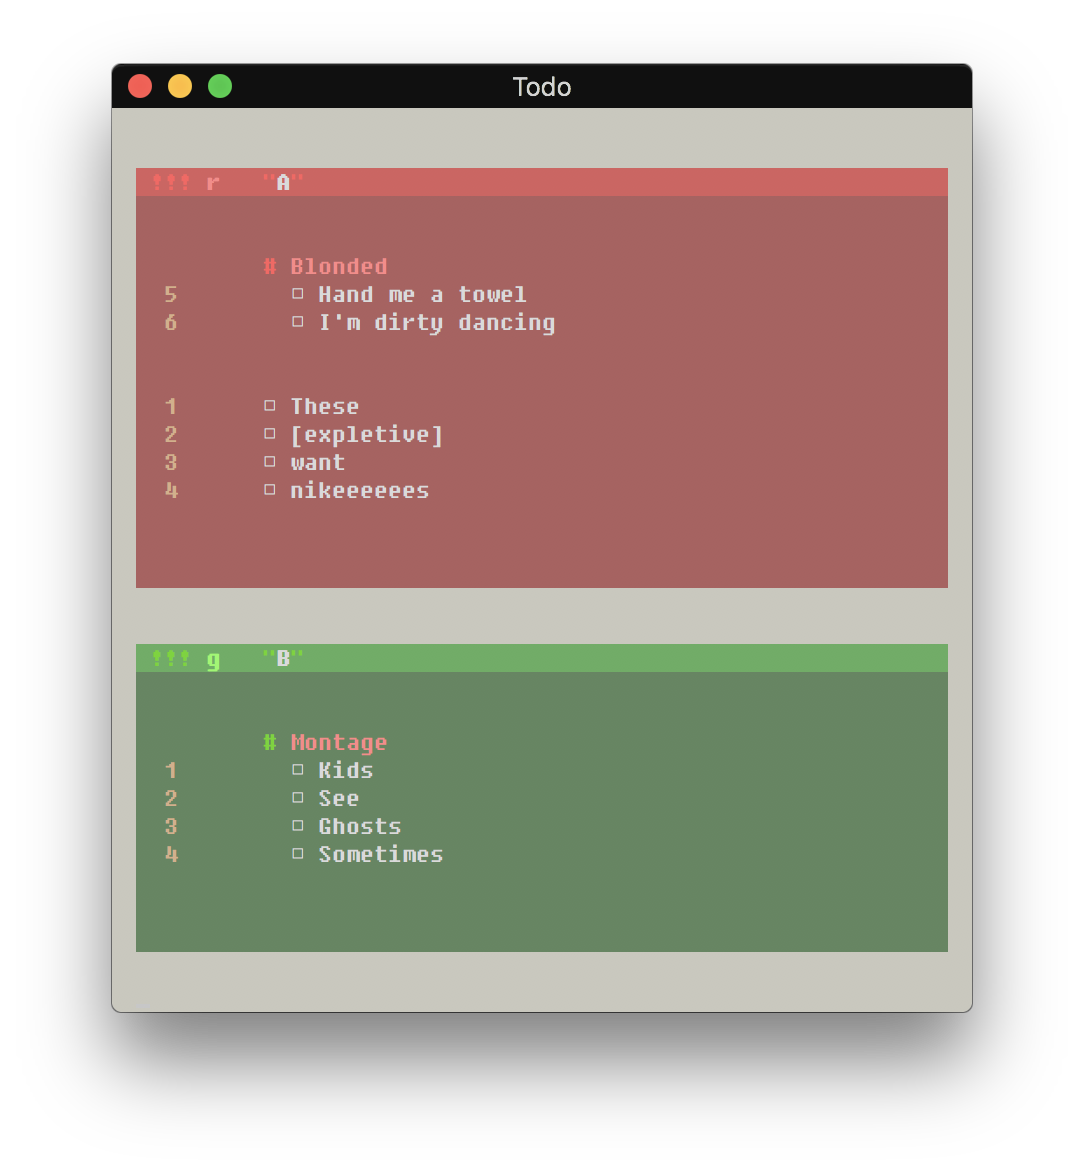 Todo
!!! r "A"
# Blonded
5 □ Hand me a towel
6 □ I'm dirty dancing
1 □ These
2 □ [expletive]
3 □ want
4 □ nikeeeeees
!!! g "B"
# Montage
1 □ Kids
2 □ See
3 □ Ghosts
4 □ Sometimes